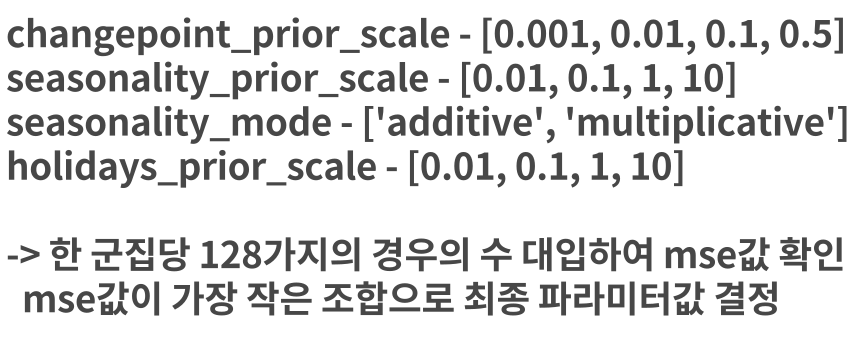 changepoint_prior_scale - [0.001, 0.01, 0.1, 0.5]
seasonality_prior_scale - [0.01, 0.1, 1, 10]
seasonality_mode - ['additive', 'multiplicative']
holidays_prior_scale - [0.01, 0.1, 1, 10]
-> 한 군집당 128가지의 경우의 수 대입하여 mse값 확인
mse값이 가장 작은 조합으로 최종 파라미터값 결정